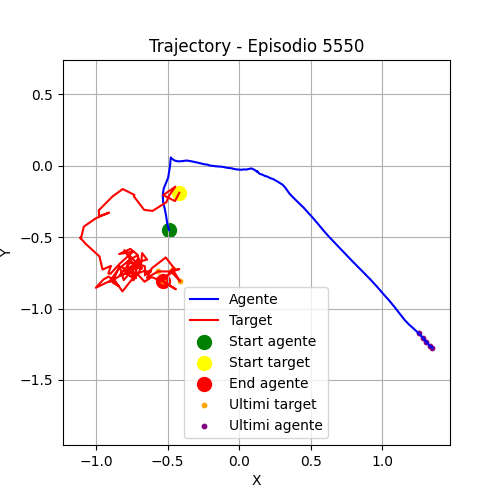 Trajectory - Episodio 5550
0.5
0.0
−0.5
−1.0
−1.5
Y
−1.0
−0.5
0.0
0.5
1.0
X
Agente
Target
Start agente
Start target
End agente
Ultimi target
Ultimi agente